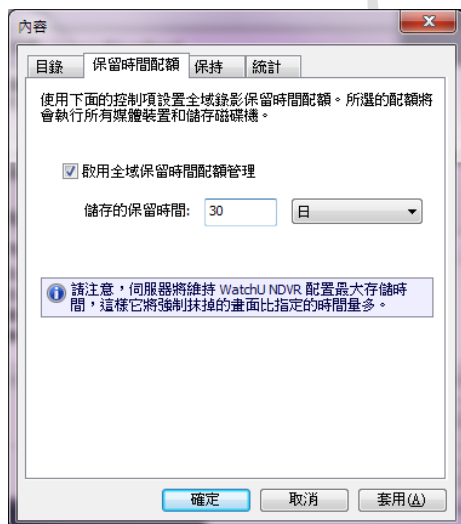 內容
目錄 保留時間配額 保持 統計
使用下面的控制項設置全域錄影保留時間配額。所選的配額將
會執行所有媒體裝置和儲存磁碟機。
啟用全域保留時間配額管理
儲存的保留時間: 30 日
請注意，伺服器將維持 WatchU NDVR 配置最大存儲時
間，這樣它將強制抹掉的畫面比指定的時間量多。
確定 取消 套用(A)